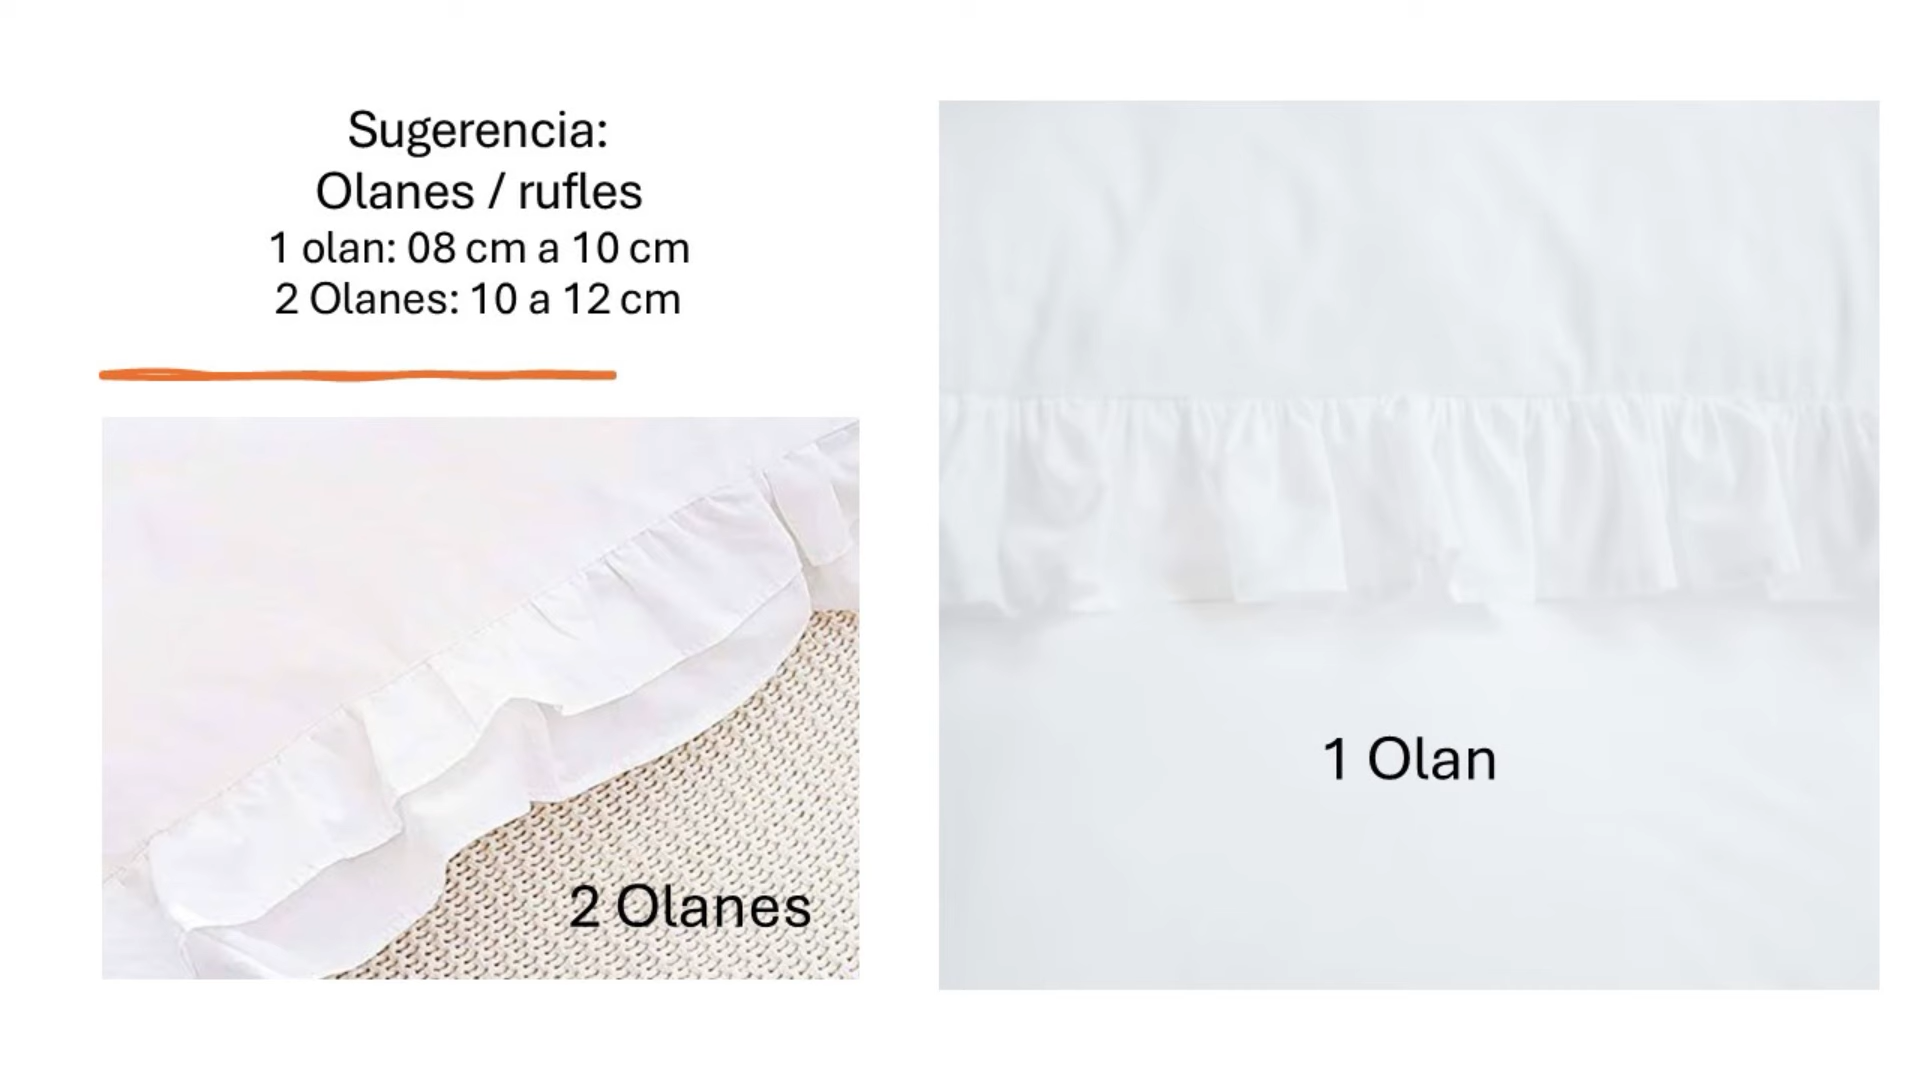 Sugerencia:
Olanes / rufles
1 olan: 08 cm a 10 cm
2 Olanes: 10 a 12 cm
2 Olanes
1 Olan